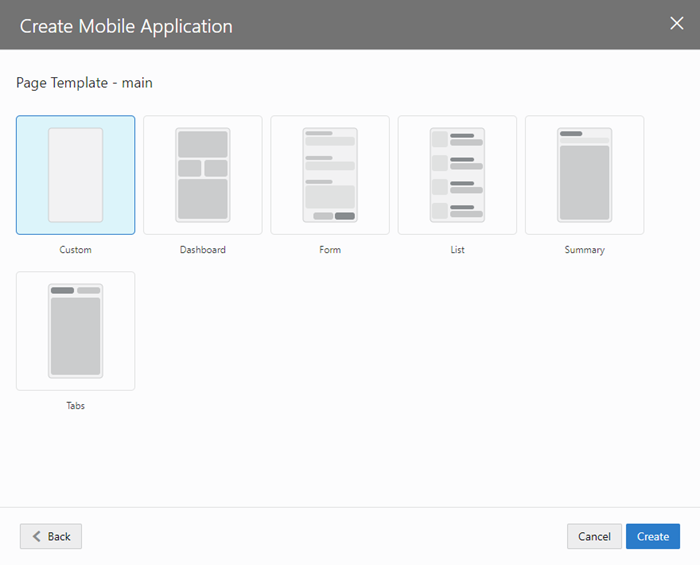 Create Mobile Application
Page Template - main
Custom
Dashboard
Form
List
Summary
Tabs
Back
Cancel
Create